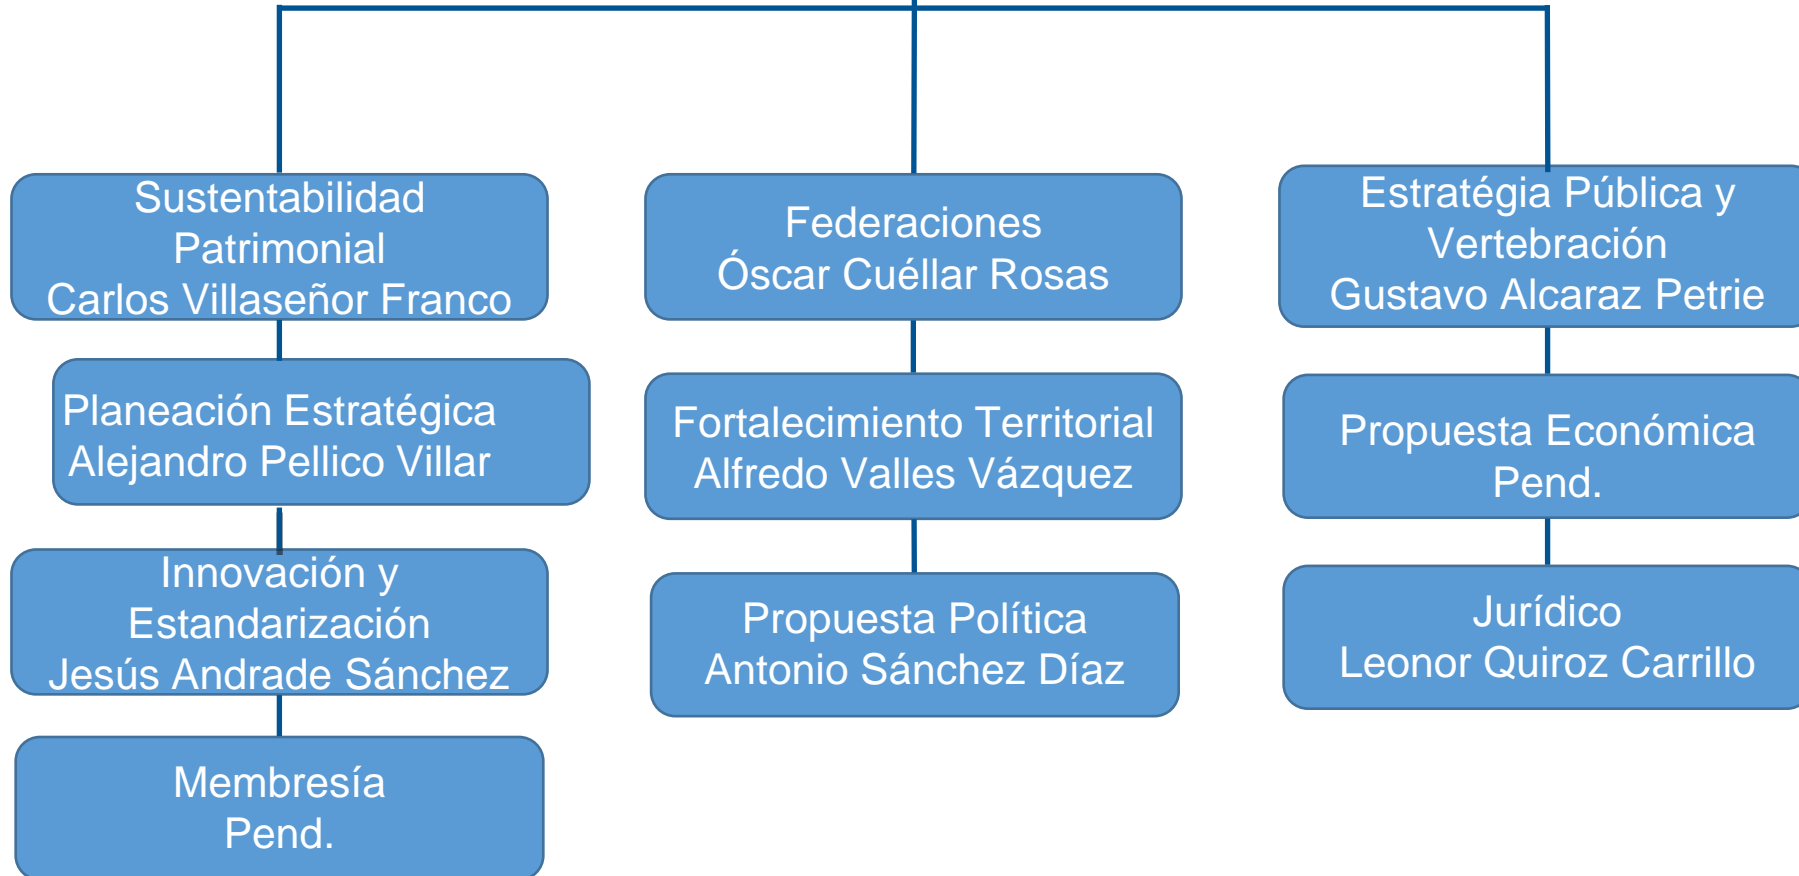 Sustentabilidad
Patrimonial
Carlos Villaseñor Franco
Planeación Estratégica
Alejandro Pellico Villar
Innovación y
Estandarización
Jesús Andrade Sánchez
Membresía
Pend.
Federaciones
Óscar Cuéllar Rosas
Fortalecimiento Territorial
Alfredo Valles Vázquez
Propuesta Política
Antonio Sánchez Díaz
Estratégia Pública y
Vertebración
Gustavo Alcaraz Petrie
Propuesta Económica
Pend.
Jurídico
Leonor Quiroz Carrillo